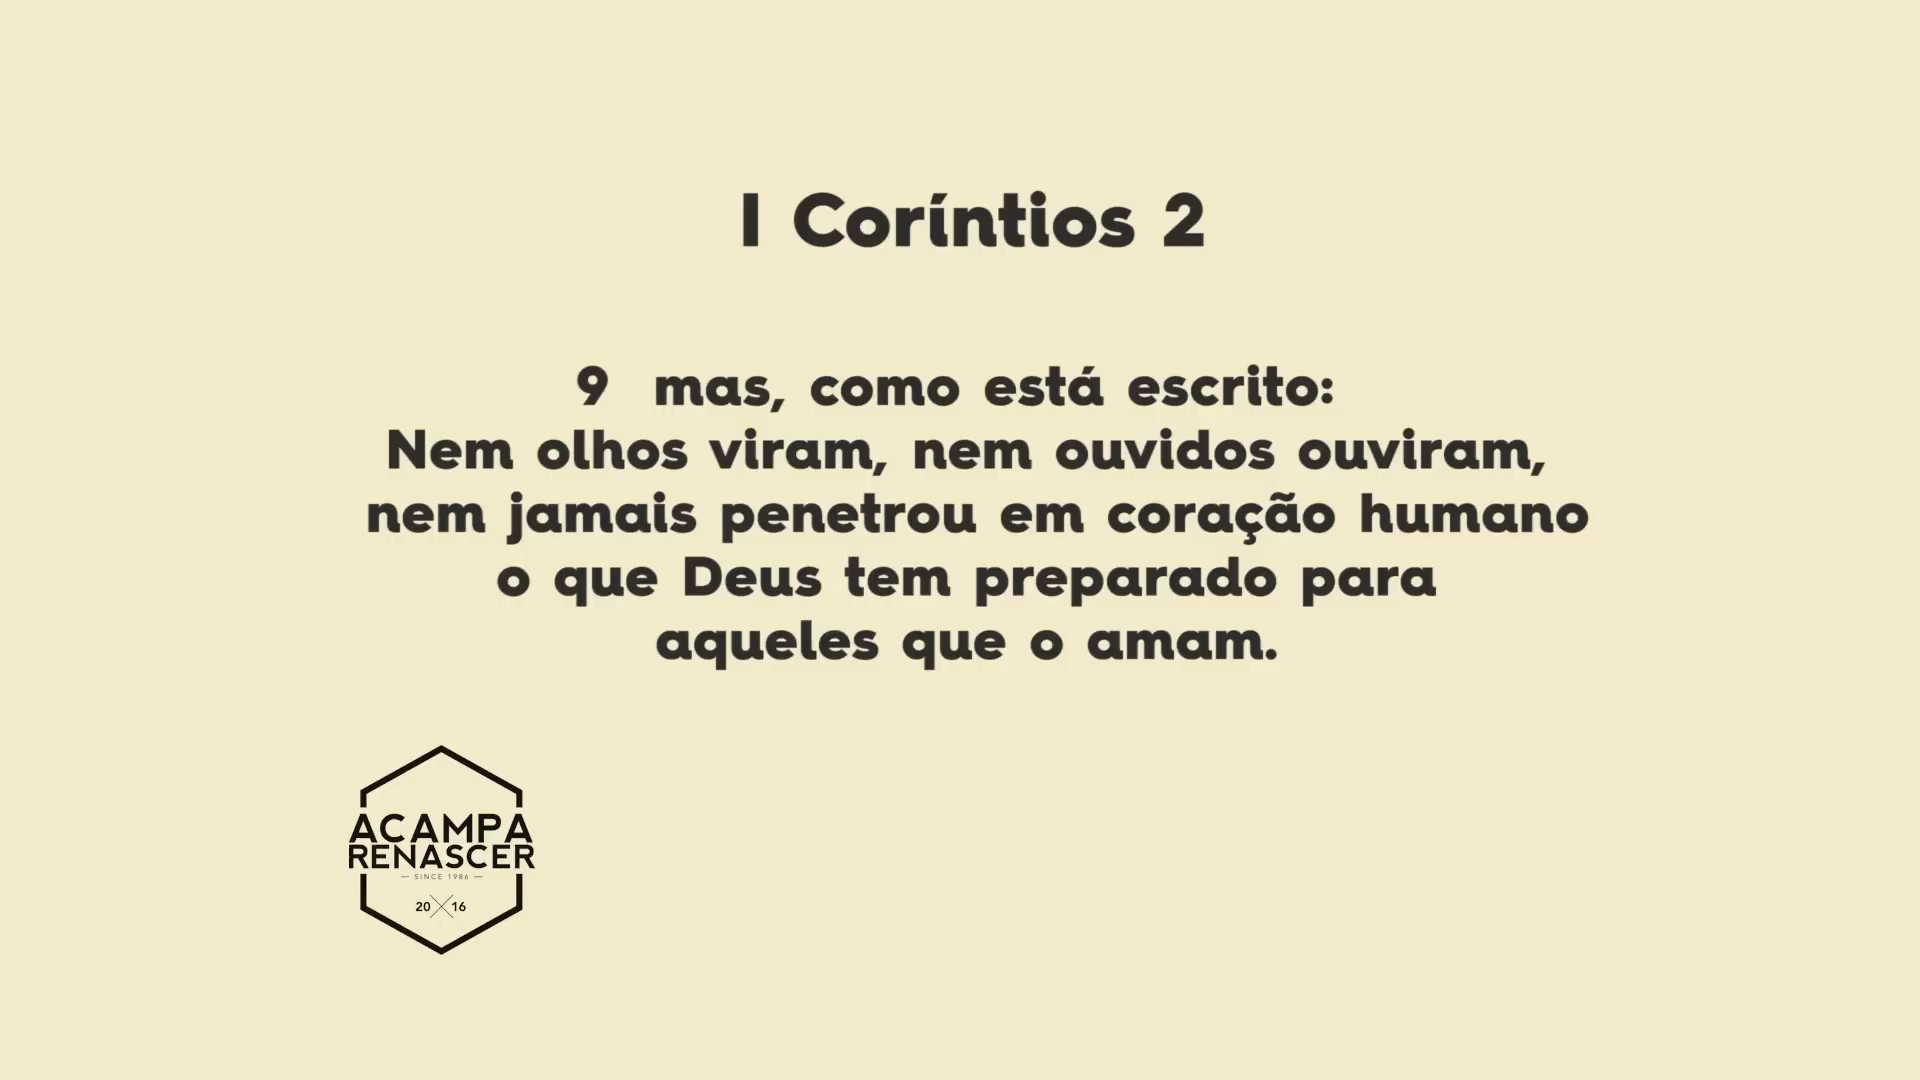 I Coríntios 2
9 mas, como está escrito:
Nem olhos viram, nem ouvidos ouviram,
nem jamais penetrou em coração humano
o que Deus tem preparado para
aqueles que o amam.
ACAMPA
RENASCER
— SINCE 1986 —
20 16